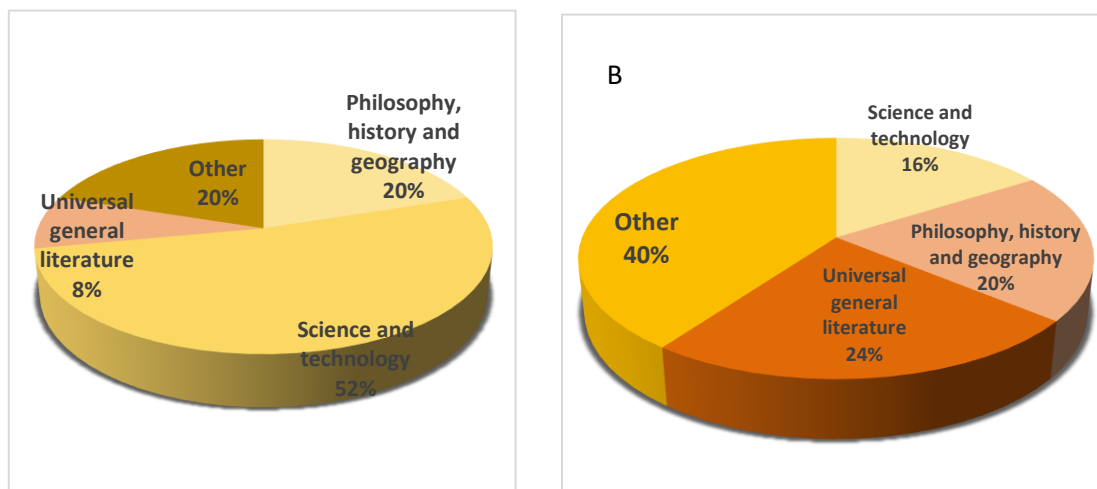 Philosophy,
history and
geography
20%
Other
20%
Universal
general
literature
8%
Science and
technology
52%
B
Science and
technology
16%
Philosophy, history
and geography
20%
Universal
general
literature
24%
Other
40%